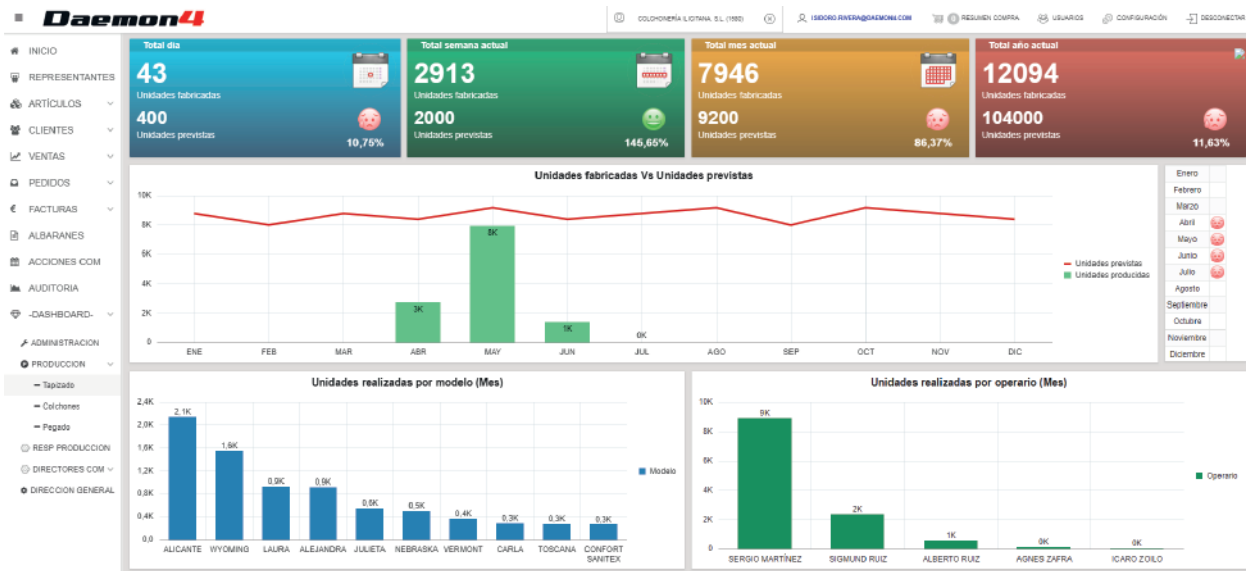 Daemon4
COLCHONERÍA ILICITANA, S.L. (1580)
ISIDORO.RIVERA@DAEMON4.COM
0 RESUMEN COMPRA
USUARIOS
CONFIGURACIÓN
DESCONECTAR
INICIO
REPRESENTANTES
ARTÍCULOS
CLIENTES
VENTAS
PEDIDOS
€ FACTURAS
ALBARANES
ACCIONES COM
AUDITORIA
-DASHBOARD-
ADMINISTRACION
PRODUCCION
Tapizado
Colchones
Pegado
RESP PRODUCCION
DIRECTORES COM
DIRECCION GENERAL
Total dia
43
Unidades fabricadas
400
Unidades previstas
10,75%
Total semana actual
2913
Unidades fabricadas
2000
Unidades previstas
145,65%
Total mes actual
7946
Unidades fabricadas
9200
Unidades previstas
86,37%
Total año actual
12094
Unidades fabricadas
104000
Unidades previstas
11,63%
Unidades fabricadas Vs Unidades previstas
10K
8K
6K
4K
2K
0
3K
8K
1K
0K
ENE FEB MAR ABR MAY JUN JUL AGO SEP OCT NOV DIC
Unidades previstas
Unidades producidas
Enero
Febrero
Marzo
Abril
Mayo
Junio
Julio
Agosto
Septiembre
Octubre
Noviembre
Diciembre
Unidades realizadas por modelo (Mes)
2,4K
2,0K
1,6K
1,2K
0,8K
0,4K
0,0
2,1K
1,6K
0,9K
0,9K
0,6K
0,5K
0,4K
0,3K
0,3K
0,3K
ALICANTE WYOMING LAURA ALEJANDRA JULIETA NEBRASKA VERMONT CARLA TOSCANA CONFORT
SANITEX
Modelo
Unidades realizadas por operario (Mes)
10K
8K
6K
4K
2K
0
9K
2K
1K
0K
0K
SERGIO MARTÍNEZ SIGMUND RUIZ ALBERTO RUIZ AGNES ZAFRA ICARO ZOILO
Operario